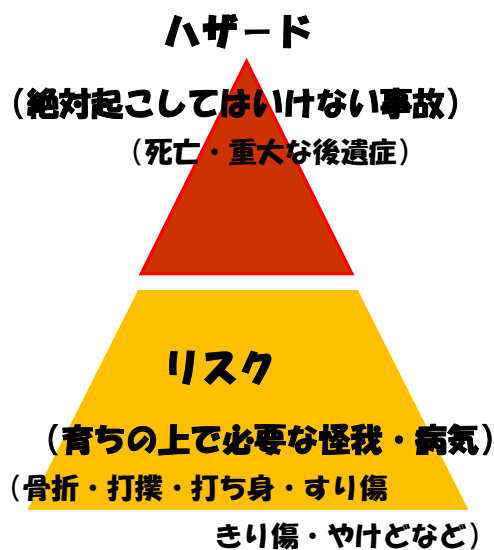 ハザード
（絶対起こしてはいけない事故）
（死亡・重大な後遺症）
リスク
（育ちの上で必要な怪我・病気）
（骨折・打撲・打ち身・すり傷
きり傷・やけどなど）